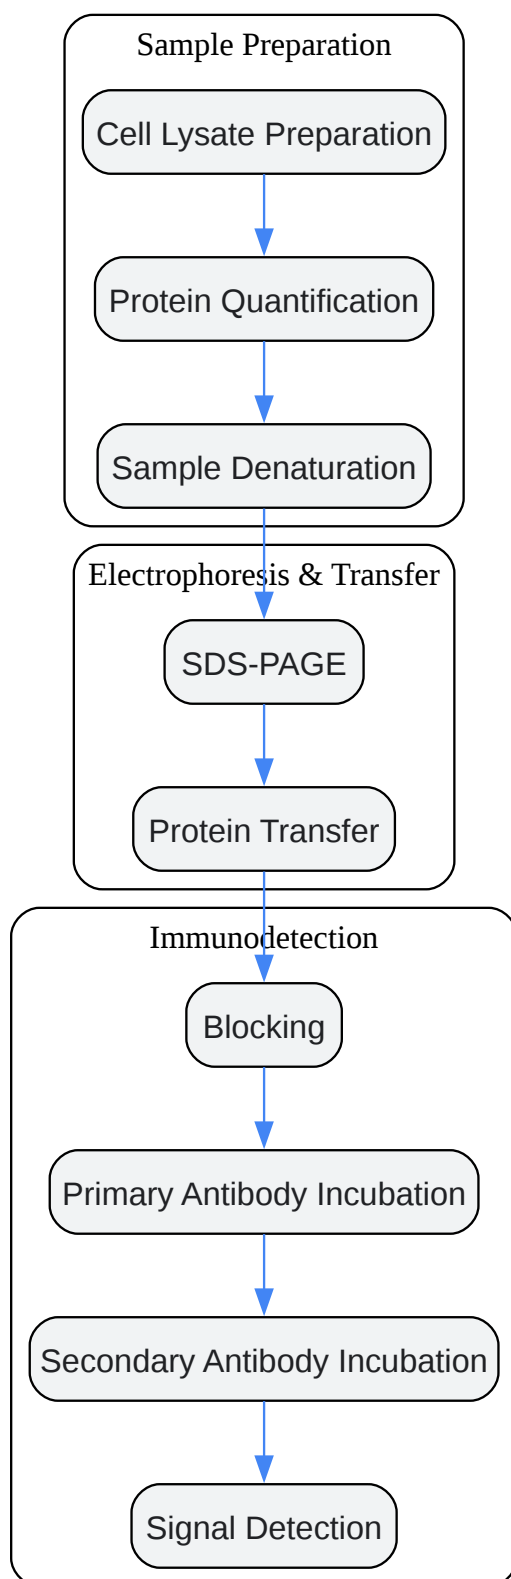 Sample Preparation
Cell Lysate Preparation
Protein Quantification
Sample Denaturation
Electrophoresis & Transfer
SDS-PAGE
Protein Transfer
Immunodetection
Blocking
Primary Antibody Incubation
Secondary Antibody Incubation
Signal Detection